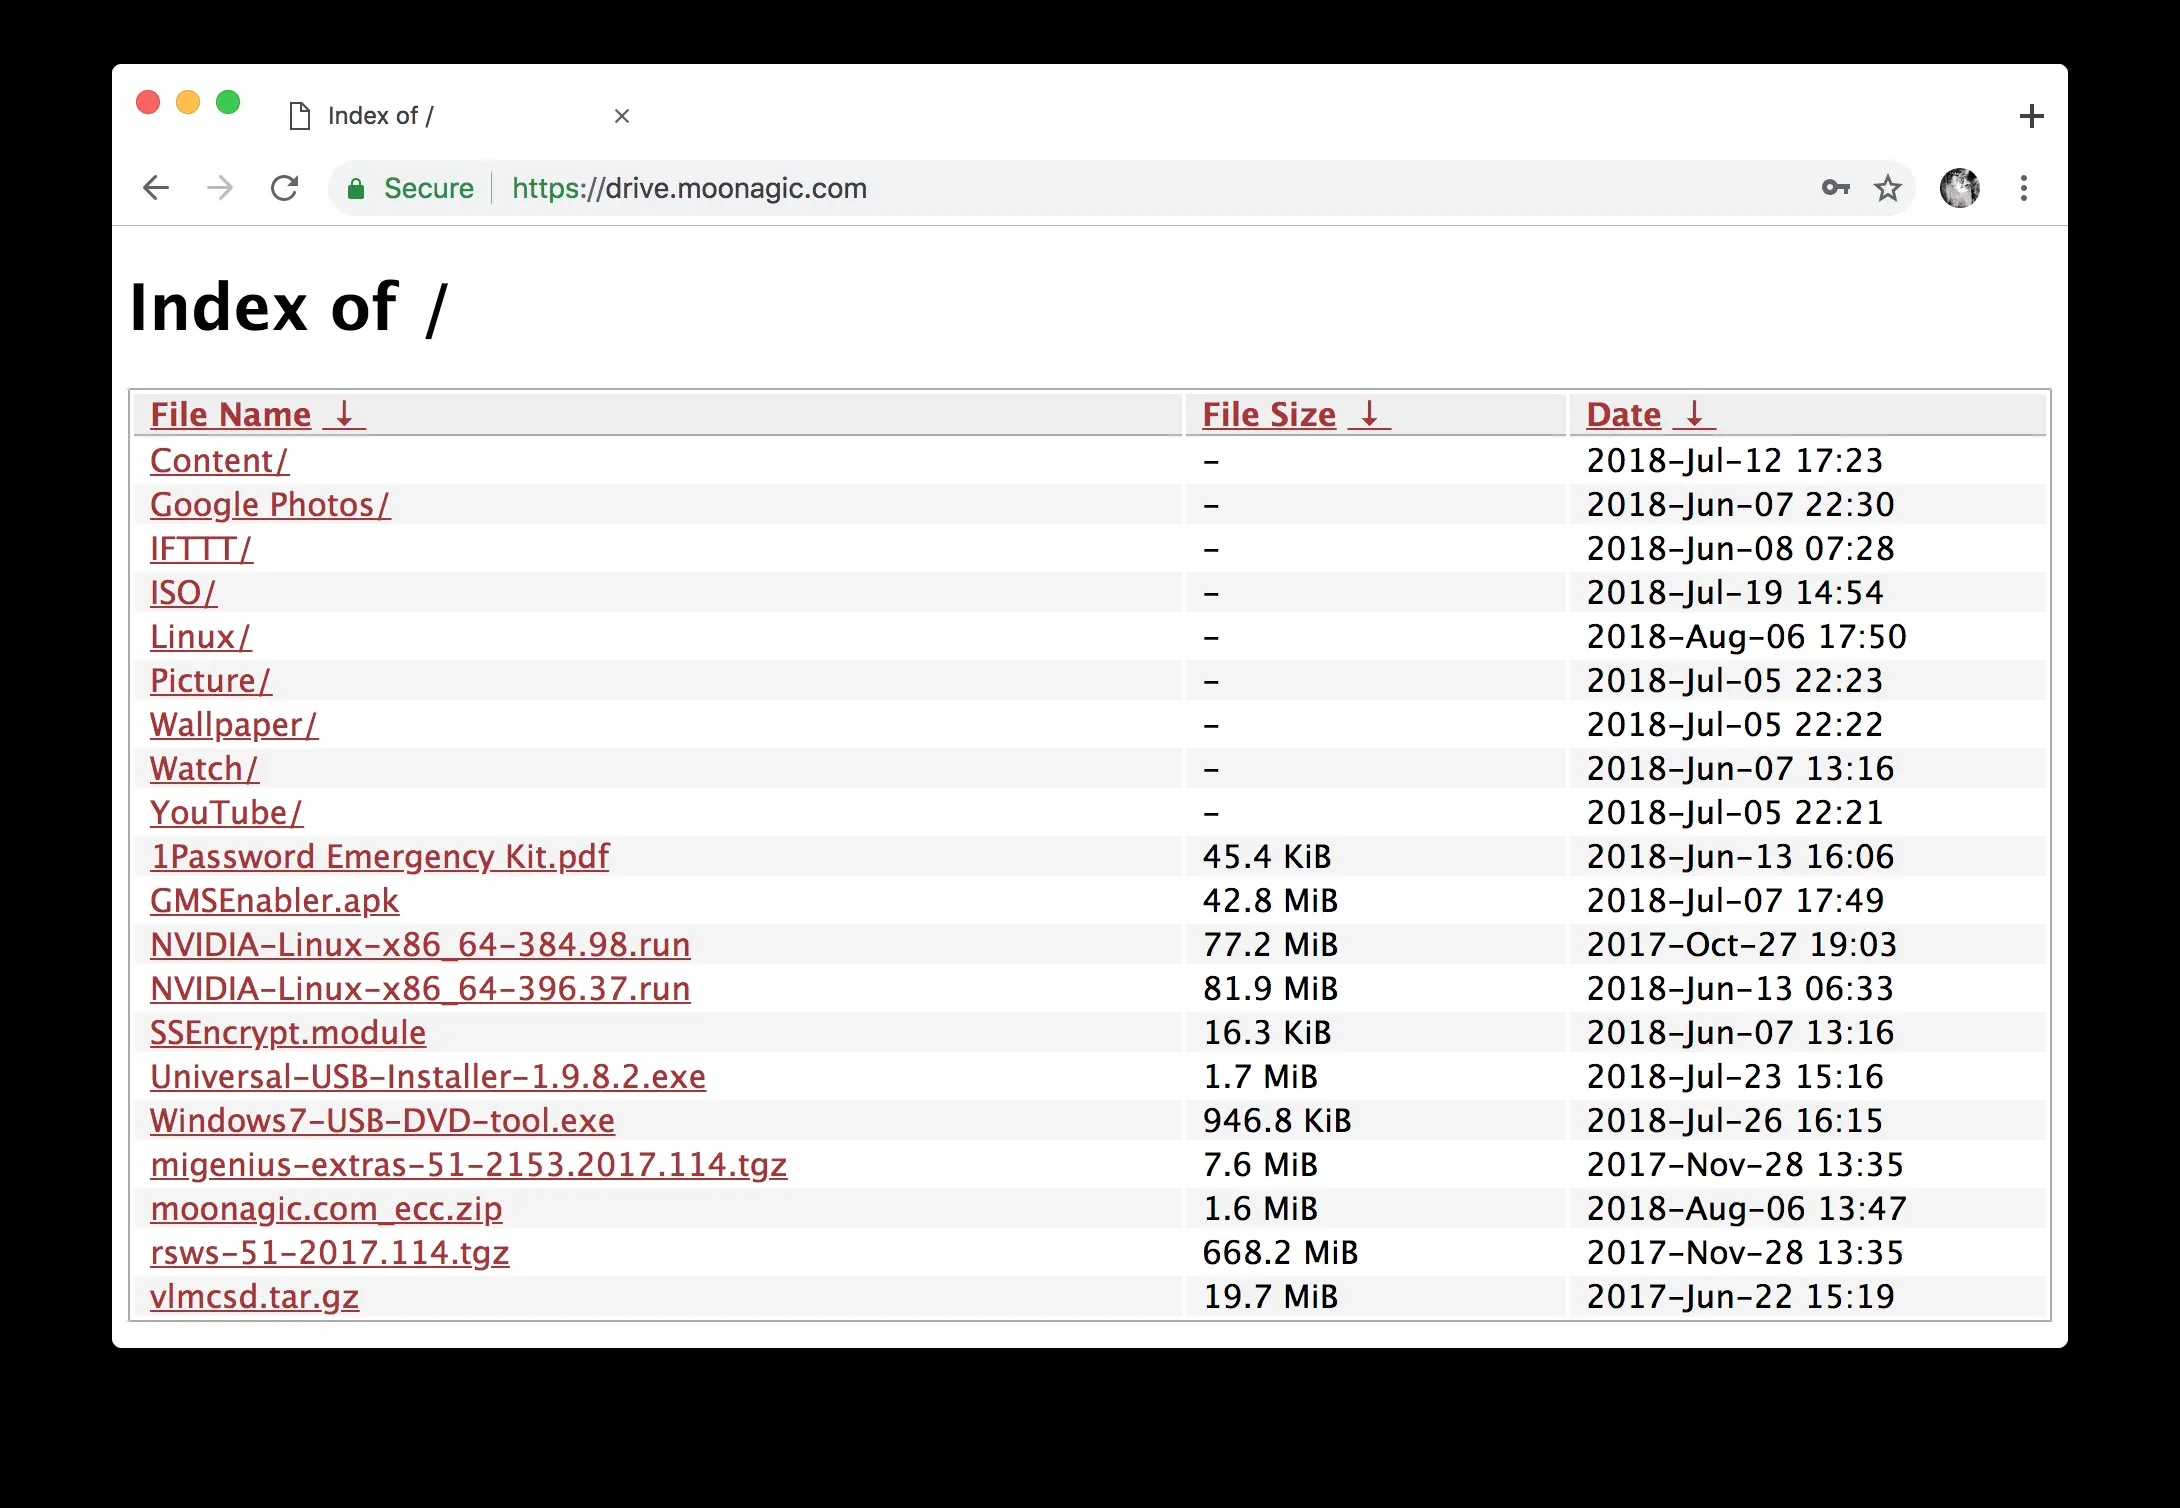 Index of /
Secure https://drive.moonagic.com
Index of /
File Name ↓ File Size ↓ Date ↓
Content/ - 2018-Jul-12 17:23
Google Photos/ - 2018-Jun-07 22:30
IFTTT/ - 2018-Jun-08 07:28
ISO/ - 2018-Jul-19 14:54
Linux/ - 2018-Aug-06 17:50
Picture/ - 2018-Jul-05 22:23
Wallpaper/ - 2018-Jul-05 22:22
Watch/ - 2018-Jun-07 13:16
YouTube/ - 2018-Jul-05 22:21
1Password Emergency Kit.pdf 45.4 KiB 2018-Jun-13 16:06
GMSEnabler.apk 42.8 MiB 2018-Jul-07 17:49
NVIDIA-Linux-x86_64-384.98.run 77.2 MiB 2017-Oct-27 19:03
NVIDIA-Linux-x86_64-396.37.run 81.9 MiB 2018-Jun-13 06:33
SSEncrypt.module 16.3 KiB 2018-Jun-07 13:16
Universal-USB-Installer-1.9.8.2.exe 1.7 MiB 2018-Jul-23 15:16
Windows7-USB-DVD-tool.exe 946.8 KiB 2018-Jul-26 16:15
migenius-extras-51-2153.2017.114.tgz 7.6 MiB 2017-Nov-28 13:35
moonagic.com_ecc.zip 1.6 MiB 2018-Aug-06 13:47
rsws-51-2017.114.tgz 668.2 MiB 2017-Nov-28 13:35
vlmcsd.tar.gz 19.7 MiB 2017-Jun-22 15:19